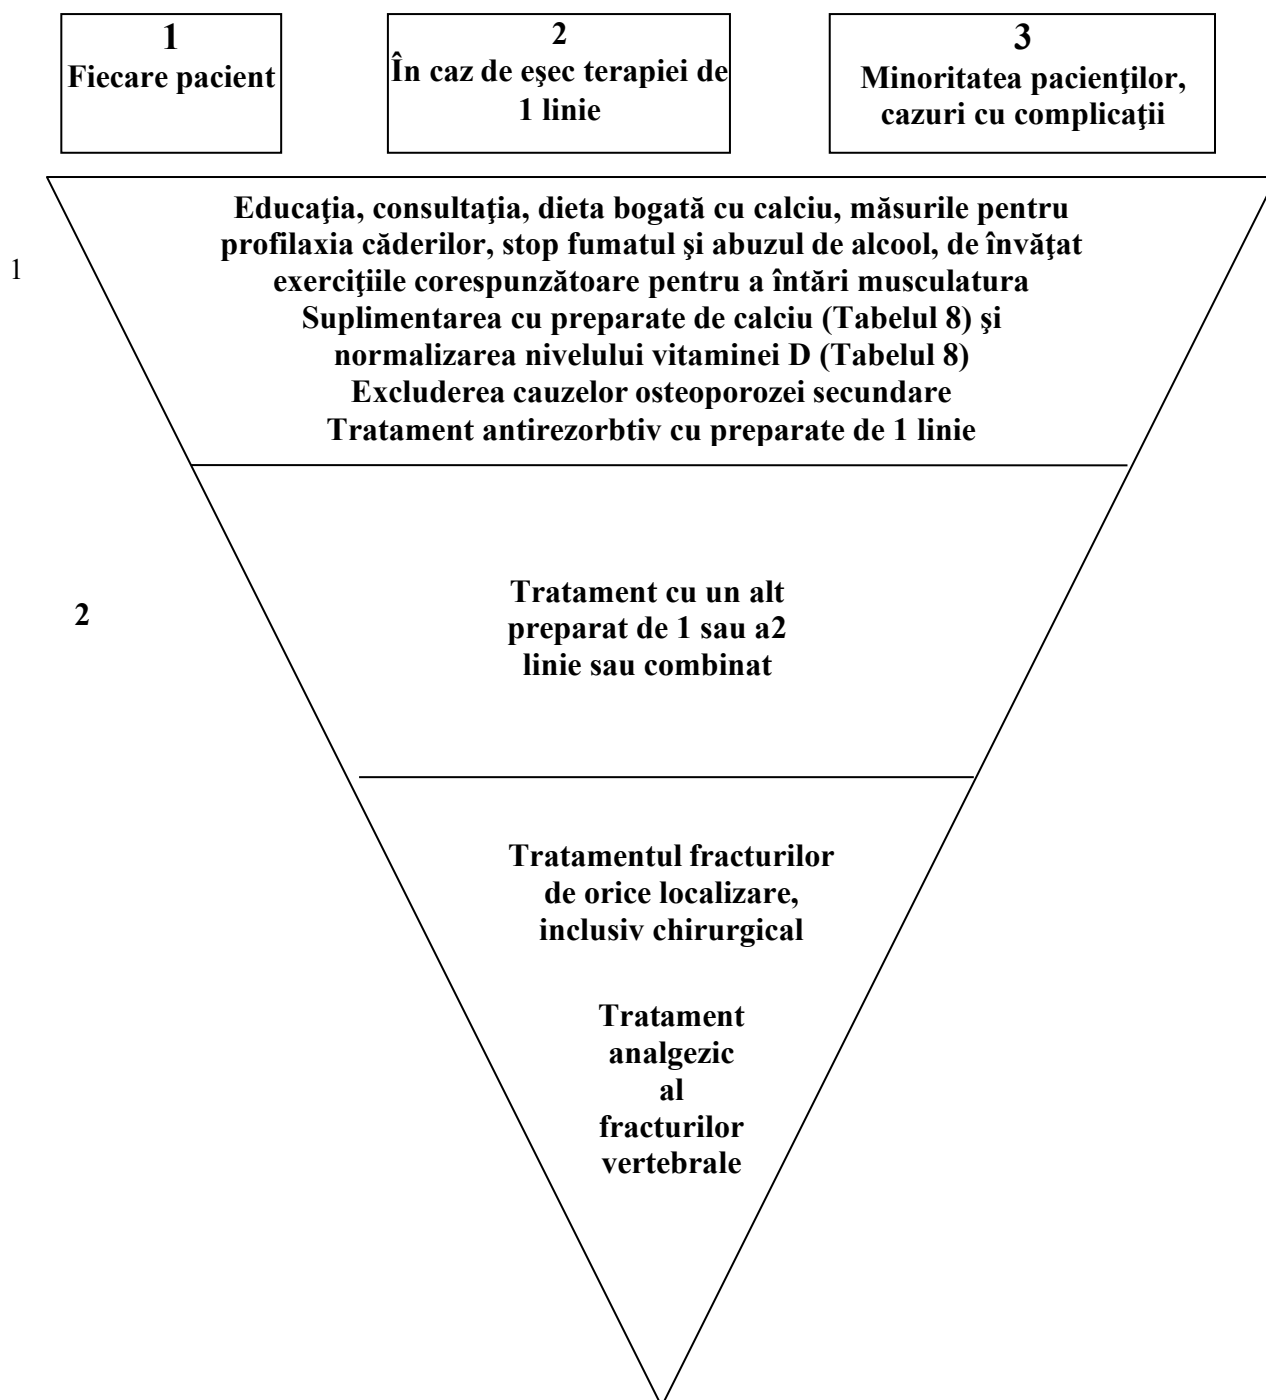 1
Fiecare pacient
2
În caz de eşec terapiei de
1 linie
3
Minoritatea pacienţilor,
cazuri cu complicaţii
1
Educaţia, consultaţia, dieta bogată cu calciu, măsurile pentru
profilaxia căderilor, stop fumatul şi abuzul de alcool, de învăţat
exerciţiile corespunzătoare pentru a întări musculatura
Suplimentarea cu preparate de calciu (Tabelul 8) şi
normalizarea nivelului vitaminei D (Tabelul 8)
Excluderea cauzelor osteoporozei secundare
Tratament antirezorbtiv cu preparate de 1 linie
2
Tratament cu un alt
preparat de 1 sau a2
linie sau combinat
Tratamentul fracturilor
de orice localizare,
inclusiv chirurgical
Tratament
analgezic
al
fracturilor
vertebrale